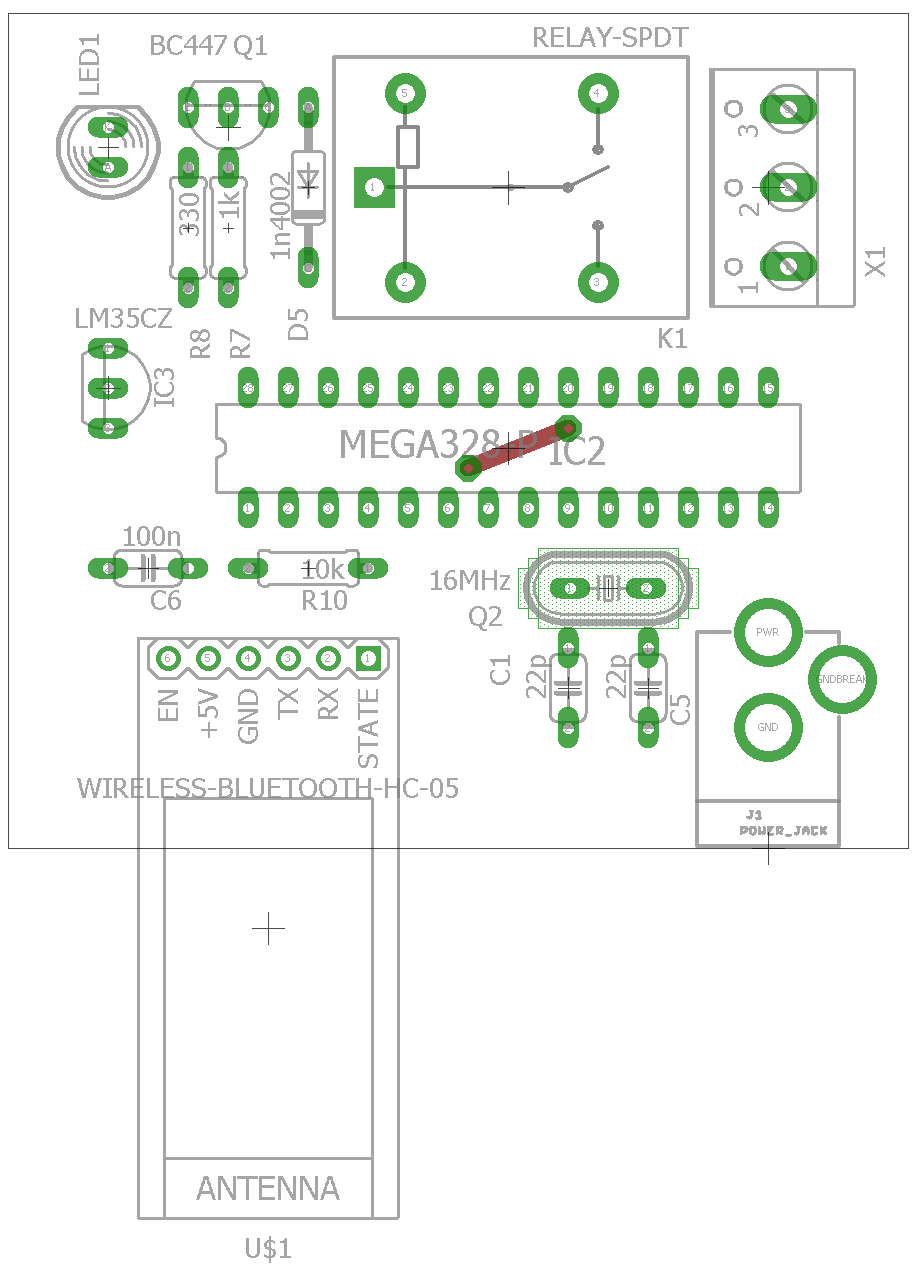 LED1
BC447 Q1
RELAY-SPDT
5
4
3
1
2
330
1k
1n4002
2
3
1
X1
LM35CZ
R8
R7
D5
K1
IC3
28 27 26 25 24 23 22 21 20 19 18 17 16 15
MEGA328-P IC2
1 2 3 4 5 6 7 8 9 10 11 12 13 14
100n
10k
16MHz
1 2
C6
R10
Q2
6 5 4 3 2 1
EN
+5V
GND
TX
RX
STATE
C1
22p
22p
C5
PWR
GNDBREAK
GND
WIRELESS-BLUETOOTH-HC-05
J1
POWER_JACK
ANTENNA
U$1